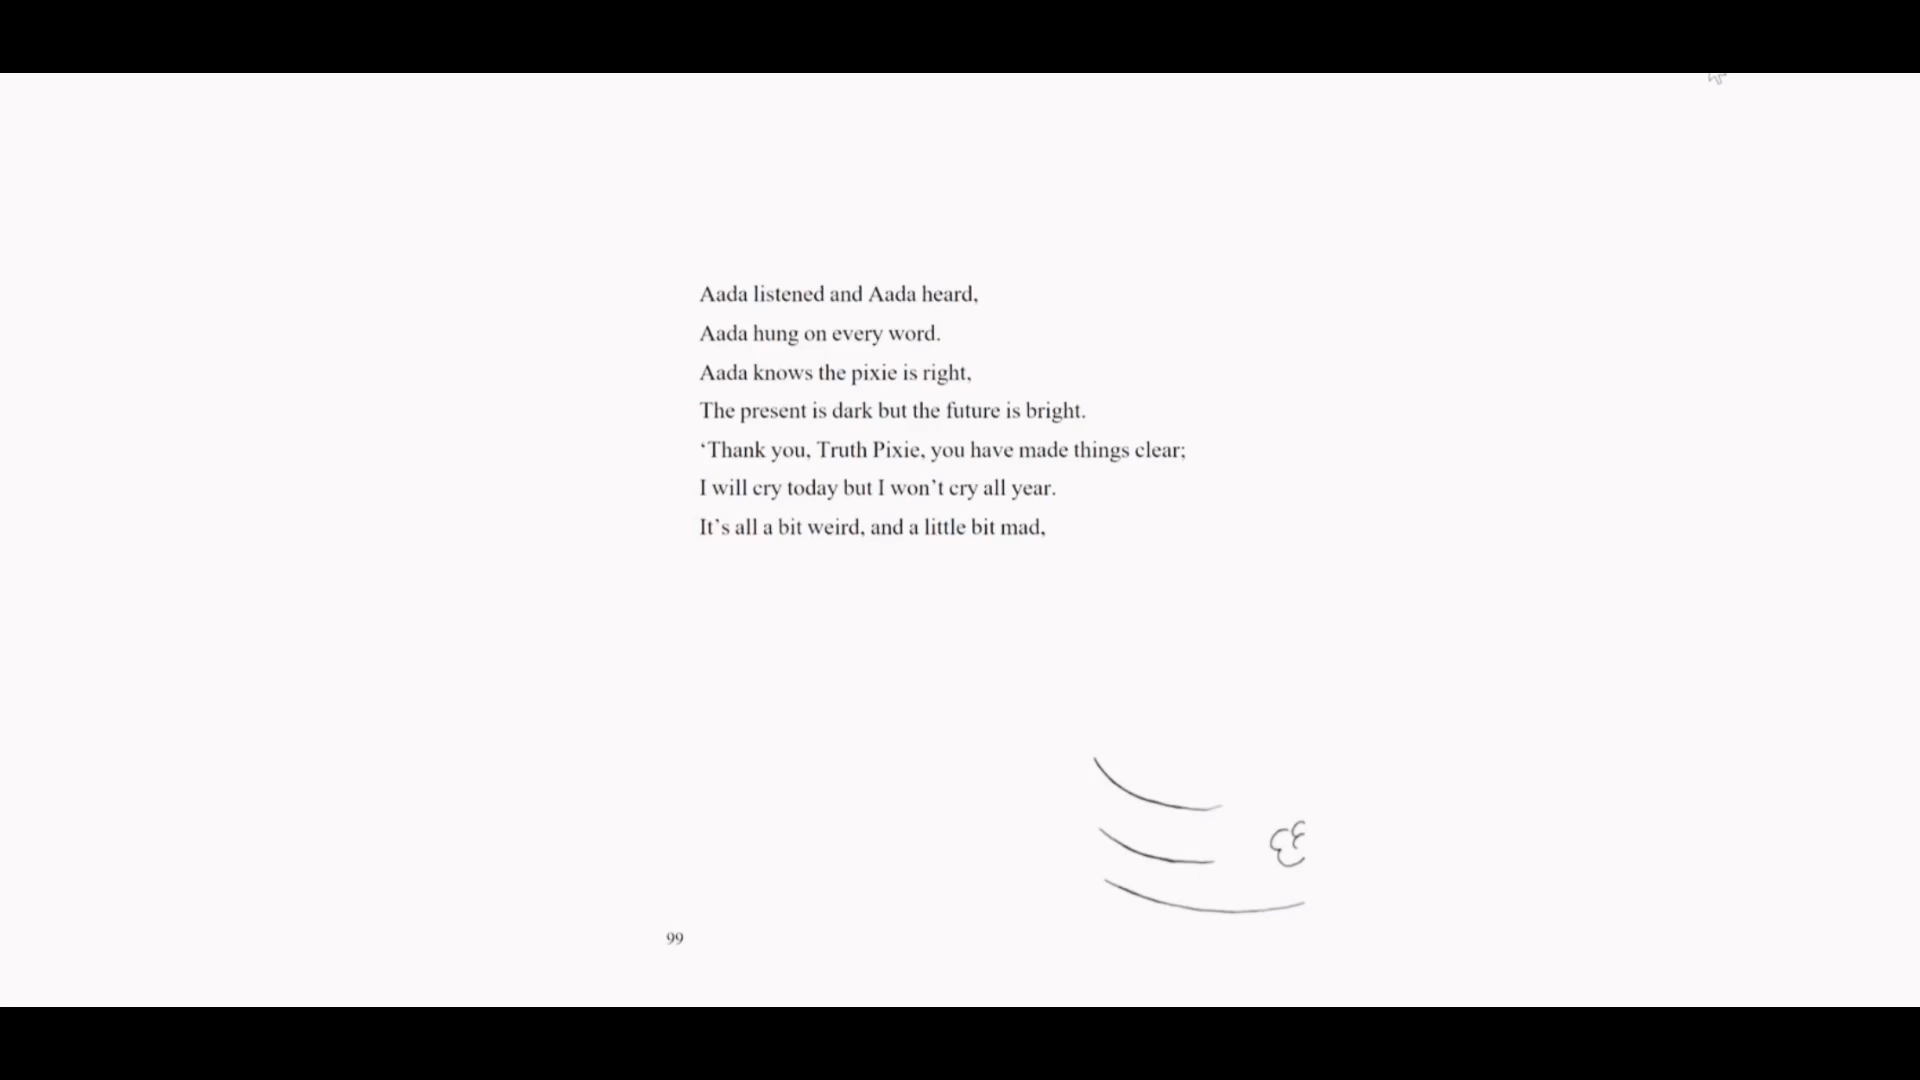 Aada listened and Aada heard,
Aada hung on every word.
Aada knows the pixie is right,
The present is dark but the future is bright.
‘Thank you, Truth Pixie, you have made things clear;
I will cry today but I won’t cry all year.
It’s all a bit weird, and a little bit mad,
99